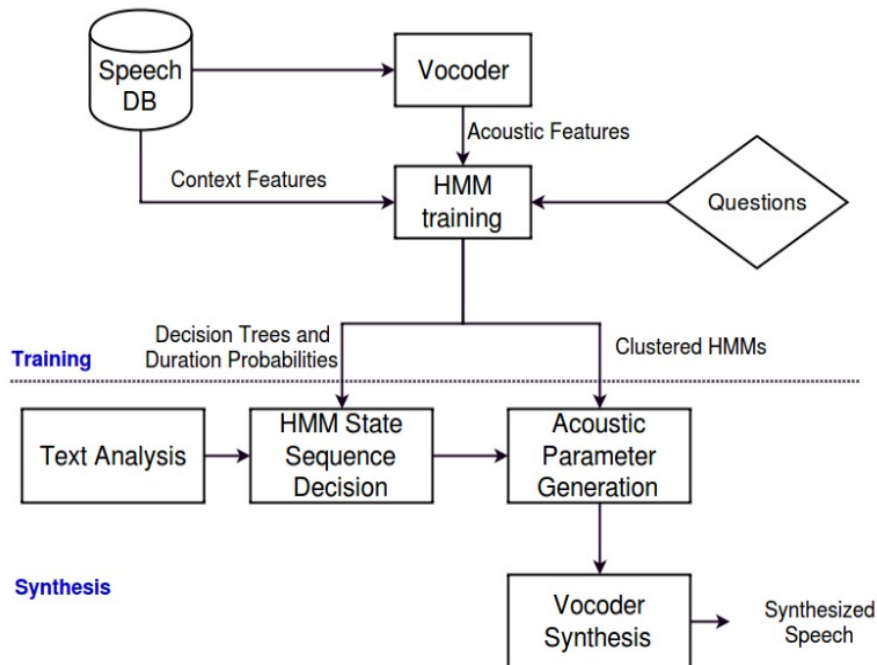 Speech
DB
Vocoder
Acoustic Features
Context Features
HMM
training
Questions
Decision Trees and
Duration Probabilities
Clustered HMMs
Training
Text Analysis
HMM State
Sequence
Decision
Acoustic
Parameter
Generation
Synthesis
Vocoder
Synthesis
Synthesized
Speech